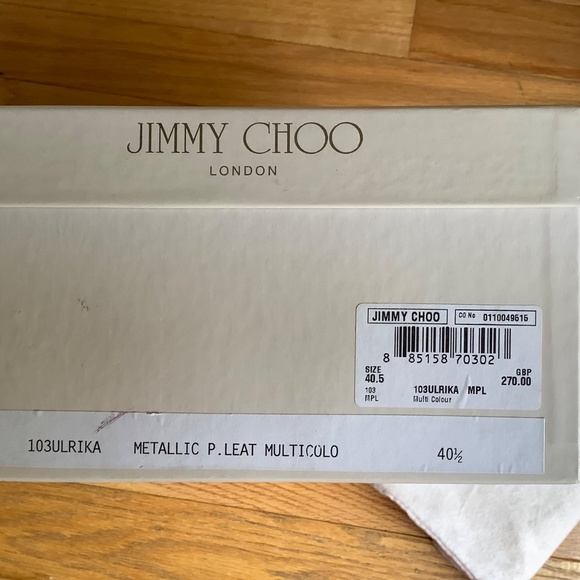 JIMMY CHOO
LONDON
JIMMY CHOO CO No 0110049515
8 85158 70302
SIZE GBP
40.5 270.00
103 103ULRIKA MPL
MPL Multi Colour
103ULRIKA METALLIC P.LEAT MULTICOLO 40½